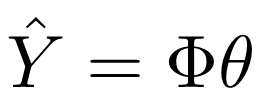 Ŷ = Φθ